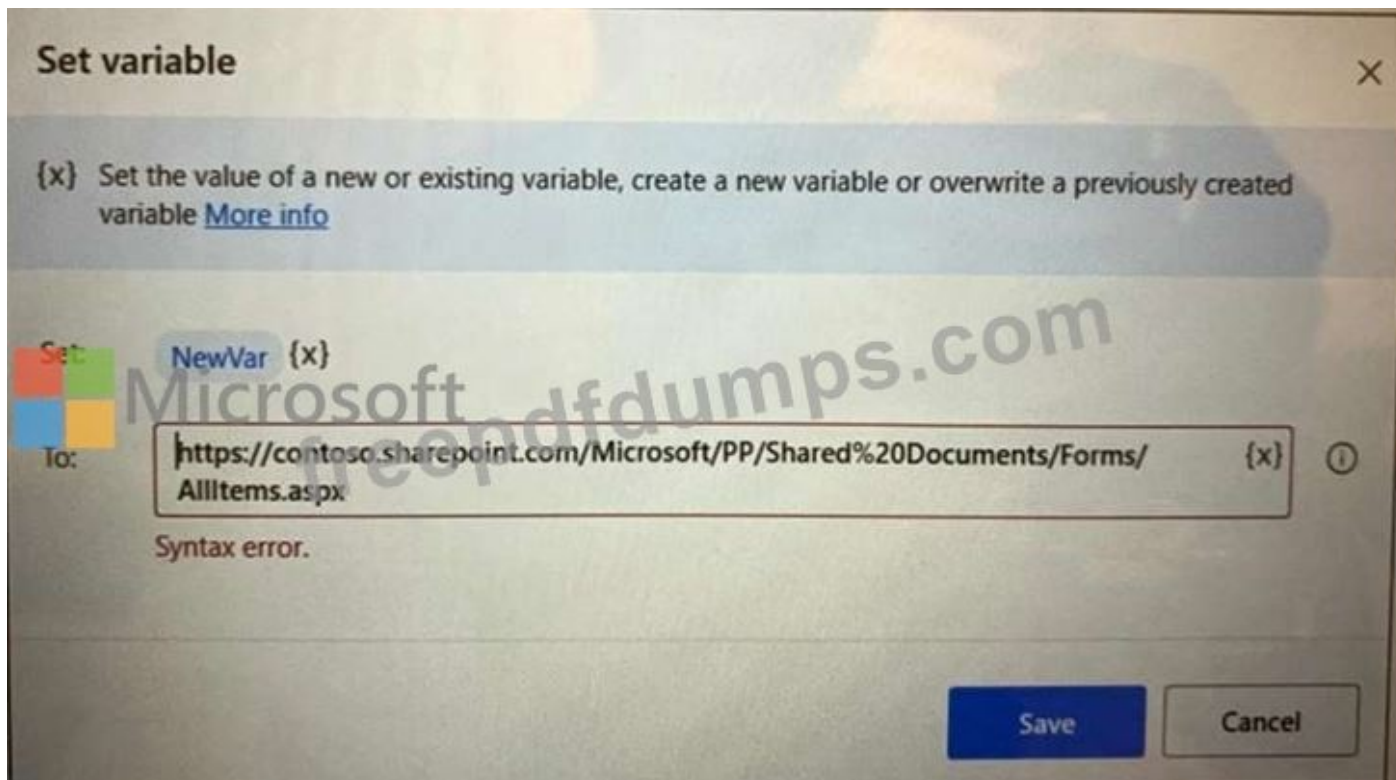 Set variable
{x} Set the value of a new or existing variable, create a new variable or overwrite a previously created
variable More info
Set: NewVar {x}
Microsoft
freepdfdumps.com
To: https://contoso.sharepoint.com/Microsoft/PP/Shared%20Documents/Forms/ {x}
AllItems.aspx
Syntax error.
Save Cancel